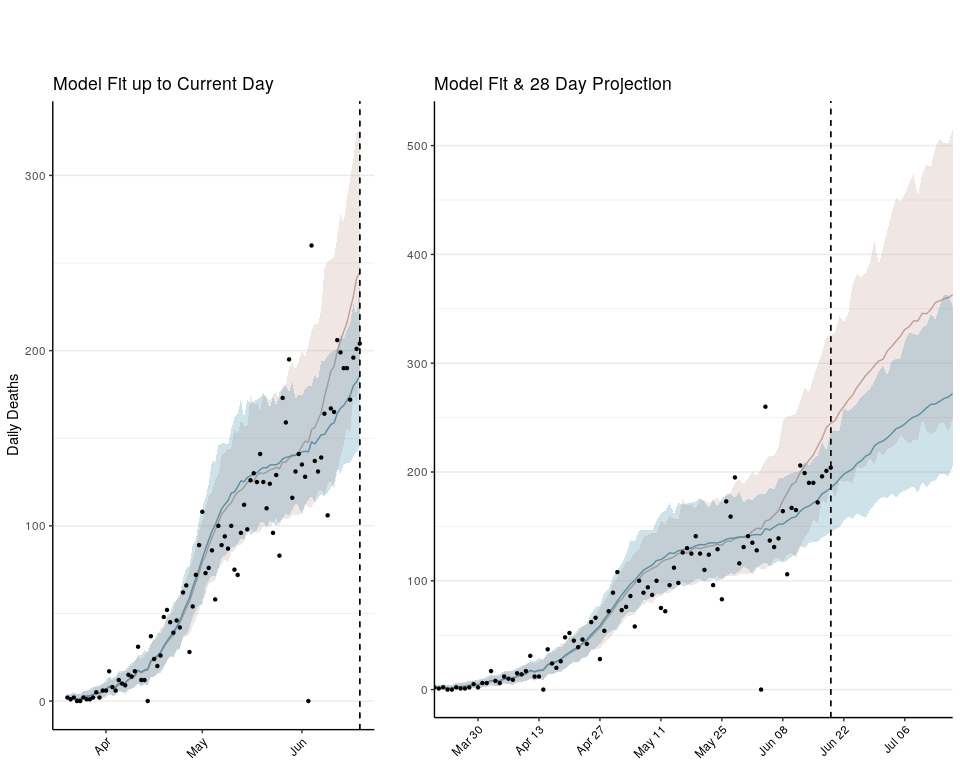 Model Fit up to Current Day
Daily Deaths
300
200
100
0
Apr
May
Jun
Model Fit & 28 Day Projection
500
400
300
200
100
0
Mar 30
Apr 13
Apr 27
May 11
May 25
Jun 08
Jun 22
Jul 06